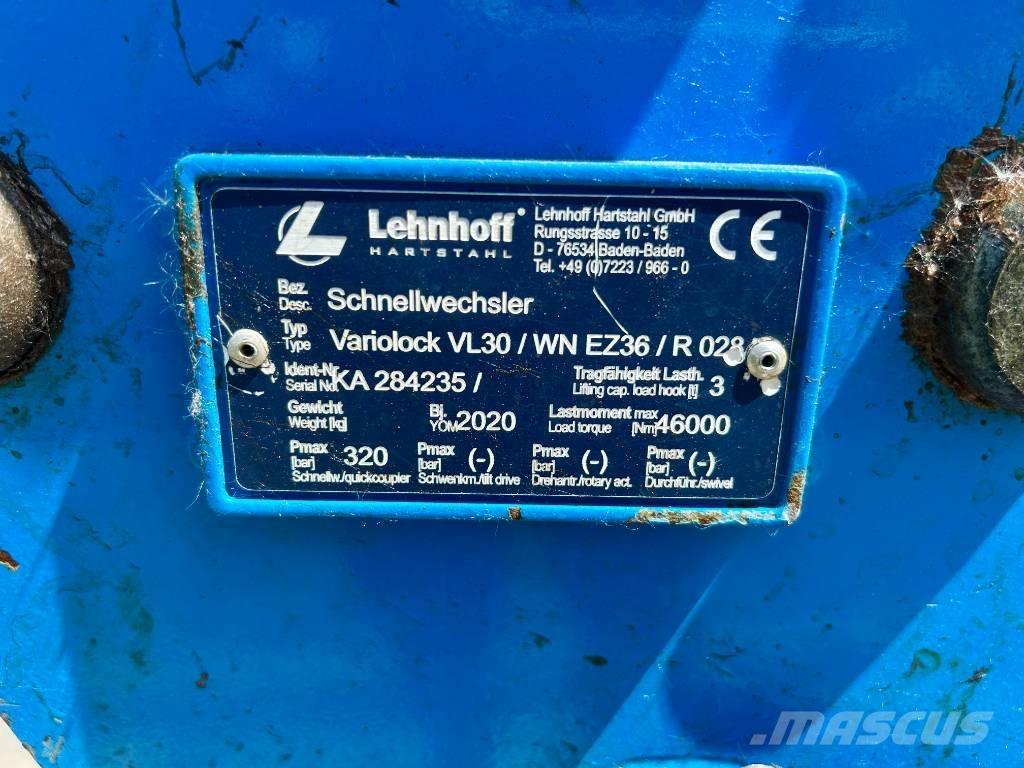 Lehnhoff®
HARTSTAHL
Lehnhoff Hartstahl GmbH
Rungsstrasse 10 - 15
D - 76534 Baden-Baden
Tel. +49 (0)7223 / 966 - 0
CE
Bez.
Desc. Schnellwechsler
Typ
Type Variolock VL30 / WN EZ36 / R 028
Ident-Nr.
Serial No. KA 284235 /
Tragfähigkeit Lasth.
Lifting cap. load hook [t] 3
Gewicht
Weight [kg]
Bj.
YOM 2020
Lastmoment max
Load torque [Nm] 46000
Pmax
[bar] 320
Schnellw./quickcoupler
Pmax
[bar] (-)
Schwenkm./tilt drive
Pmax
[bar] (-)
Drehantr./rotary act.
Pmax
[bar] (-)
Durchführ./swivel
MASCUS